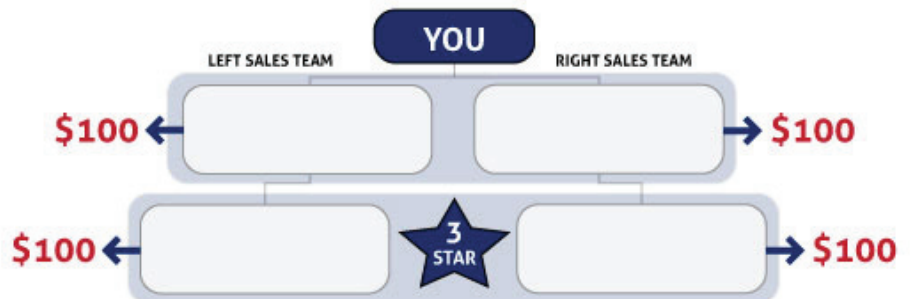 YOU
LEFT SALES TEAM
RIGHT SALES TEAM
$100
$100
3
STAR
$100
$100